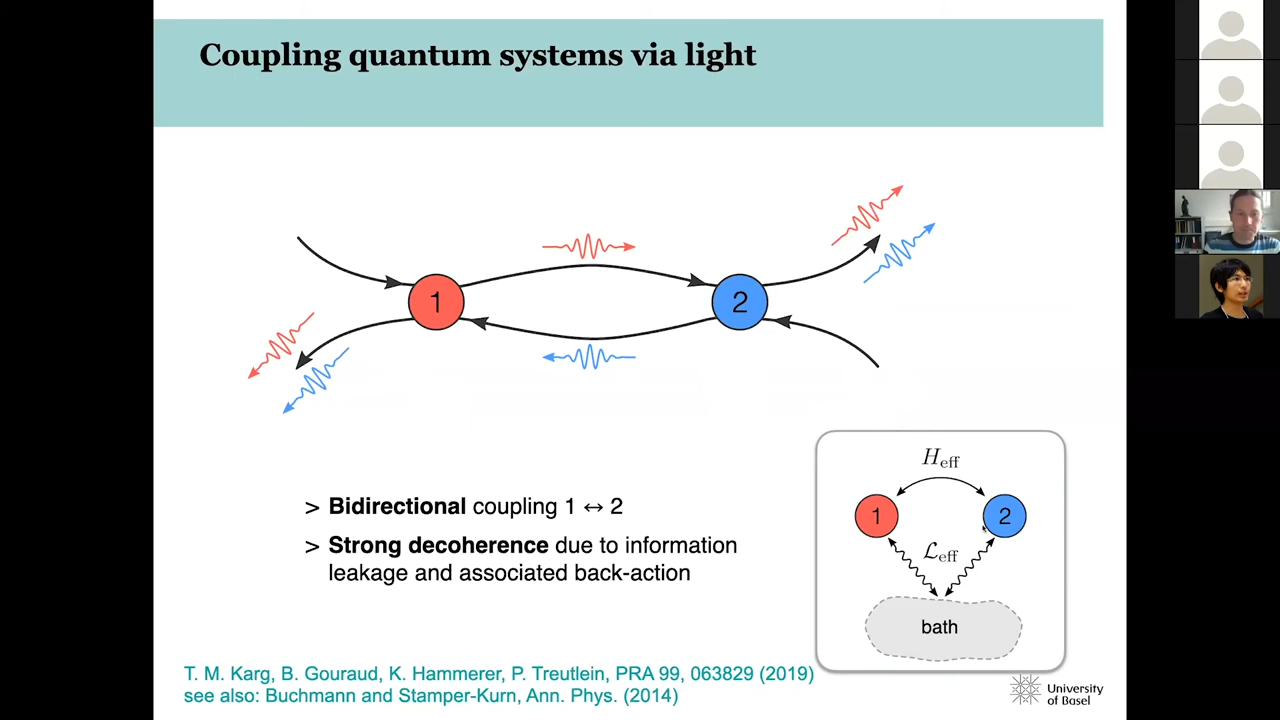 Coupling quantum systems via light
1
2
> Bidirectional coupling 1 ↔ 2
> Strong decoherence due to information
leakage and associated back-action
H_eff
1
2
ℒ_eff
bath
T. M. Karg, B. Gouraud, K. Hammerer, P. Treutlein, PRA 99, 063829 (2019)
see also: Buchmann and Stamper-Kurn, Ann. Phys. (2014)
University
of Basel